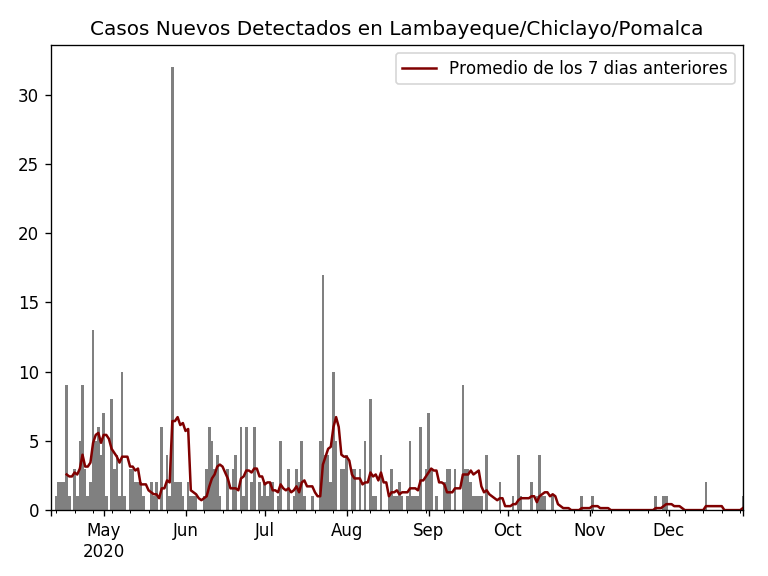 Casos Nuevos Detectados en Lambayeque/Chiclayo/Pomalca
Promedio de los 7 dias anteriores
30
25
20
15
10
5
0
May Jun Jul Aug Sep Oct Nov Dec
2020